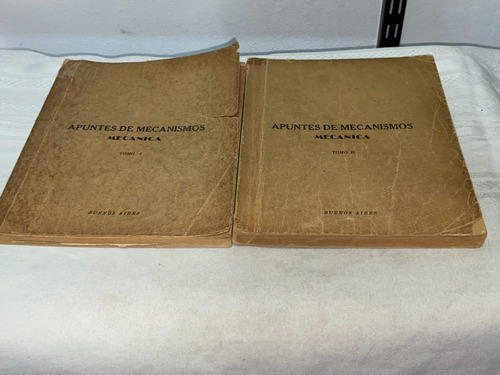 APUNTES DE MECANISMOS
MECANICA
TOMO I
BUENOS AIRES
APUNTES DE MECANISMOS
MECANICA
TOMO II
BUENOS AIRES